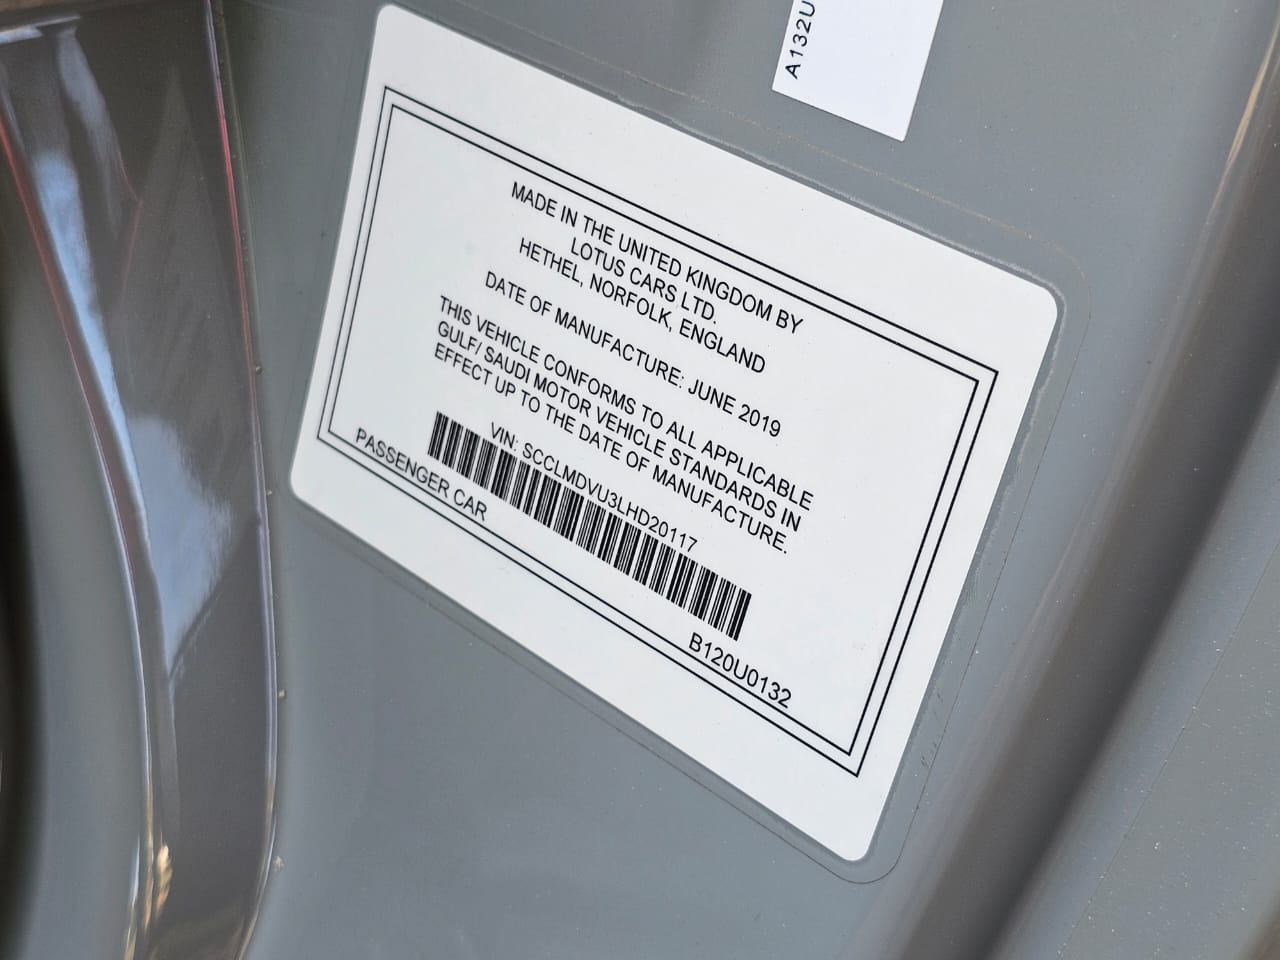 A132U
MADE IN THE UNITED KINGDOM BY
LOTUS CARS LTD.
HETHEL, NORFOLK, ENGLAND
DATE OF MANUFACTURE: JUNE 2019
THIS VEHICLE CONFORMS TO ALL APPLICABLE
GULF/ SAUDI MOTOR VEHICLE STANDARDS IN
EFFECT UP TO THE DATE OF MANUFACTURE.
VIN: SCCLMDVU3LHD20117
PASSENGER CAR
B120U0132